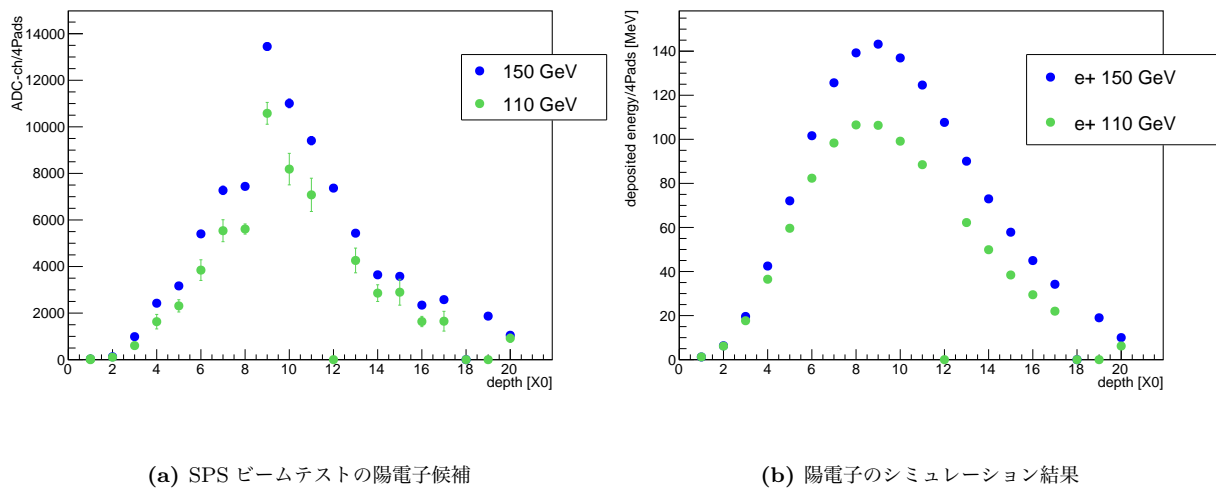 ADC-ch/4Pads
14000
12000
10000
8000
6000
4000
2000
0
0 2 4 6 8 10 12 14 16 18 20
depth [X0]
150 GeV
110 GeV
(a) SPS ビームテストの陽電子候補
deposited energy/4Pads [MeV]
140
120
100
80
60
40
20
0
0 2 4 6 8 10 12 14 16 18 20
depth [X0]
e+ 150 GeV
e+ 110 GeV
(b) 陽電子のシミュレーション結果